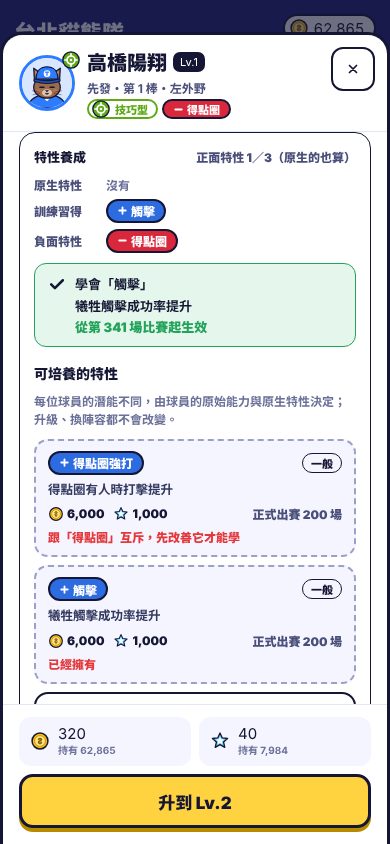 台北群熊隊
62,865
高橋陽翔 Lv.1
先發・第1棒・左外野
技巧型 − 得點圈
×
特性養成 正面特性 1／3（原生的也算）
原生特性 沒有
訓練習得 + 觸擊
負面特性 − 得點圈
學會「觸擊」
犧牲觸擊成功率提升
從第 341 場比賽起生效
可培養的特性
每位球員的潛能不同，由球員的原始能力與原生特性決定；
升級、換陣容都不會改變。
+ 得點圈強打 一般
得點圈有人時打擊提升
6,000 1,000 正式出賽 200 場
跟「得點圈」互斥，先改善它才能學
+ 觸擊 一般
犧牲觸擊成功率提升
6,000 1,000 正式出賽 200 場
已經擁有
320
持有 62,865
40
持有 7,984
升到 Lv.2